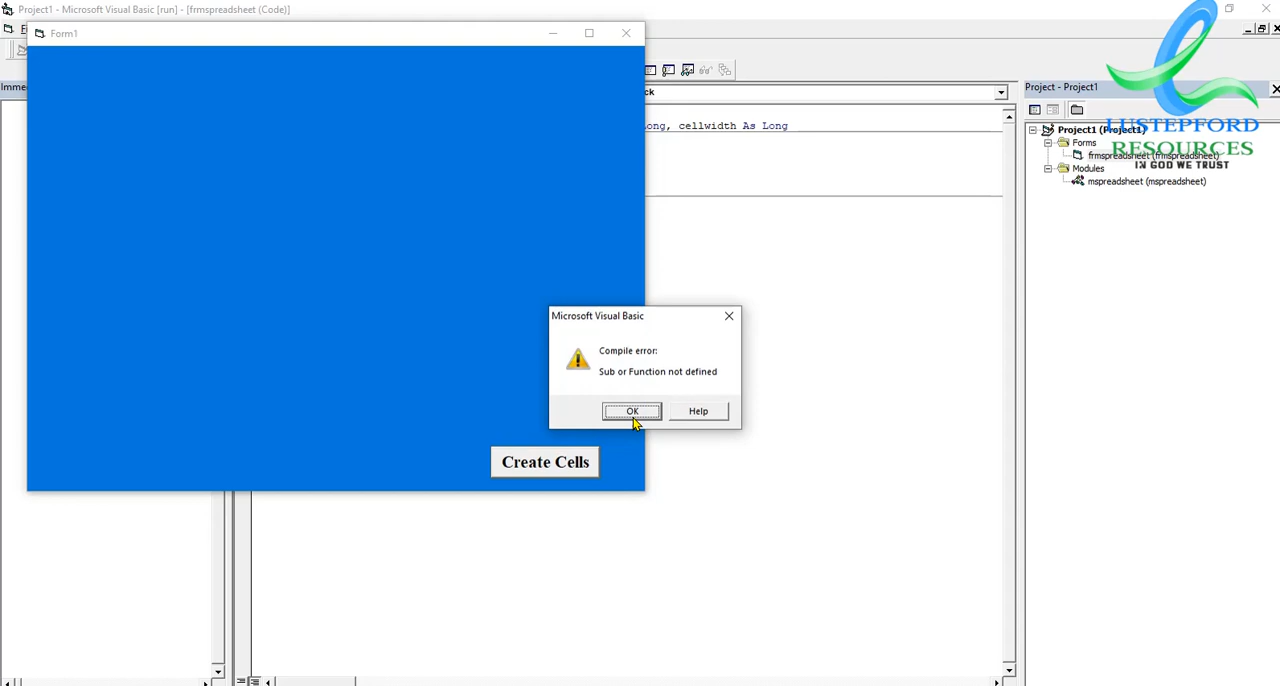 Project1 - Microsoft Visual Basic [run] - [frmspreadsheet (Code)]
Form1
Imme
ck
Long, cellwidth As Long
Project - Project1
Project1 (Project1)
Forms
frmspreadsheet (frmspreadsheet)
Modules
mspreadsheet (mspreadsheet)
LUSTEPFORD
RESOURCES
IN GOD WE TRUST
Microsoft Visual Basic
Compile error:
Sub or Function not defined
OK
Help
Create Cells